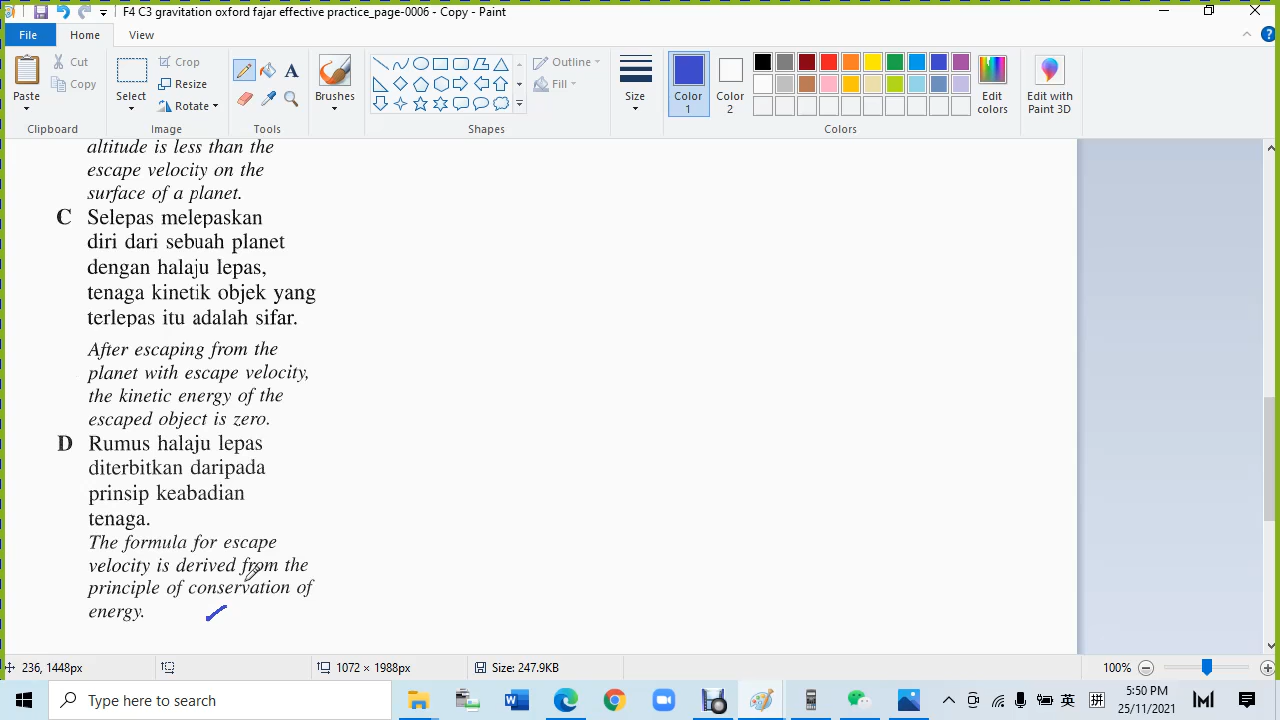 F4 C3 gravitation oxford fajar effective practice_page-0006 - Copy - Paint
File
Home
View
Paste
Cut
Copy
Clipboard
Select
Crop
Resize
Rotate
Image
A
Tools
Brushes
Shapes
Outline
Fill
Size
Color
1
Color
2
Colors
Edit
colors
Edit with
Paint 3D
altitude is less than the
escape velocity on the
surface of a planet.
C Selepas melepaskan
diri dari sebuah planet
dengan halaju lepas,
tenaga kinetik objek yang
terlepas itu adalah sifar.
After escaping from the
planet with escape velocity,
the kinetic energy of the
escaped object is zero.
D Rumus halaju lepas
diterbitkan daripada
prinsip keabadian
tenaga.
The formula for escape
velocity is derived from the
principle of conservation of
energy.
236, 1448px
1072 × 1988px
Size: 247.9KB
100%
Type here to search
英
拼
5:50 PM
25/11/2021